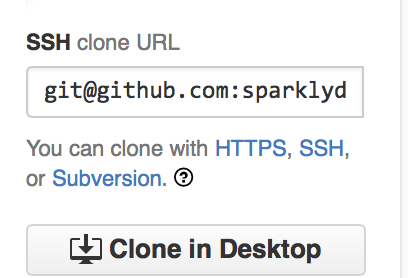 SSH clone URL
git@github.com:sparklyd
You can clone with HTTPS, SSH,
or Subversion. ?
Clone in Desktop